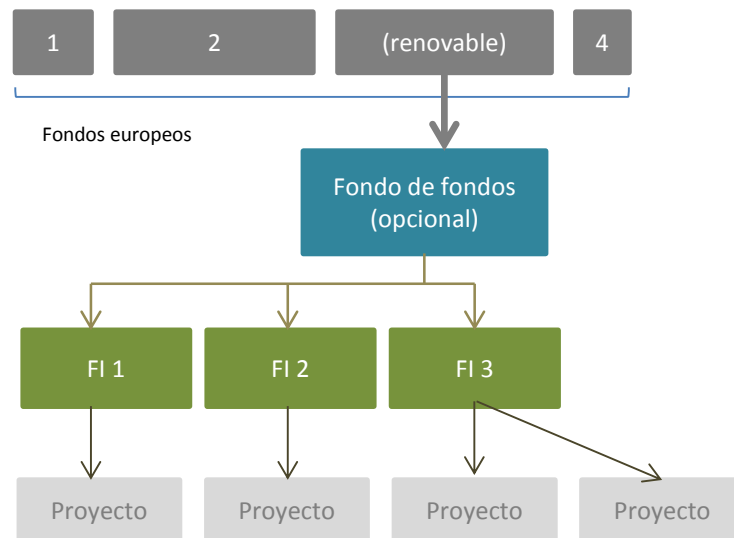 1
2
(renovable)
4
Fondos europeos
Fondo de fondos
(opcional)
FI 1
FI 2
FI 3
Proyecto
Proyecto
Proyecto
Proyecto